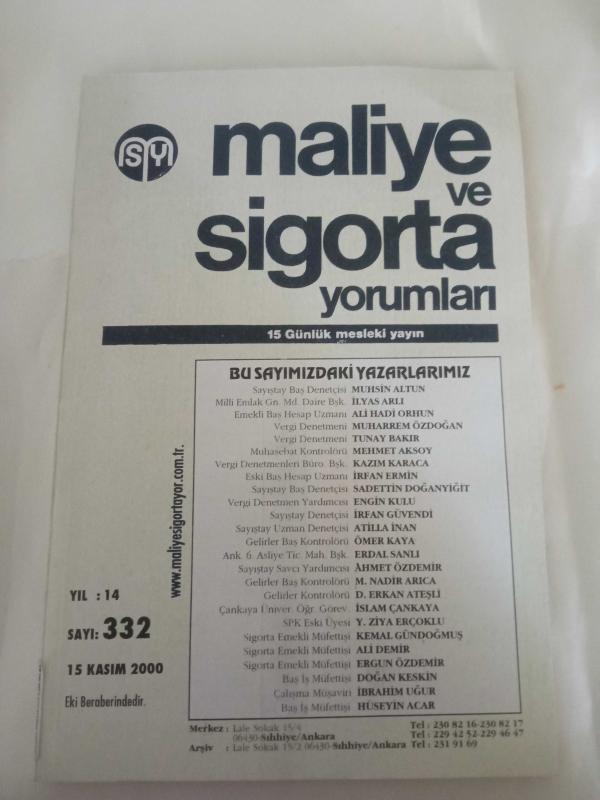 MSY
maliye
ve
sigorta
yorumları
15 Günlük mesleki yayın
BU SAYIMIZDAKİ YAZARLARIMIZ
Sayıştay Baş Denetçisi MUHSİN ALTUN
Milli Emlak Gn. Md. Daire Bşk. İLYAS ARLI
Emekli Baş Hesap Uzmanı ALİ HADİ ORHUN
Vergi Denetmeni MUHARREM ÖZDOĞAN
Vergi Denetmeni TUNAY BAKIR
Muhasebat Kontrolörü MEHMET AKSOY
Vergi Denetmenleri Büro. Bşk. KAZIM KARACA
Eski Baş Hesap Uzmanı İRFAN ERMİN
Sayıştay Baş Denetçisi SADETTİN DOĞANYİĞİT
Vergi Denetmen Yardımcısı ENGİN KULU
Sayıştay Denetçisi İRFAN GÜVENDİ
Sayıştay Uzman Denetçisi ATİLLA İNAN
Gelirler Baş Kontrolörü ÖMER KAYA
Ank. 6. Asliye Tic. Mah. Bşk. ERDAL SANLI
Sayıştay Savcı Yardımcısı AHMET ÖZDEMİR
Gelirler Baş Kontrolörü M. NADİR ARICA
Gelirler Kontrolörü D. ERKAN ATEŞLİ
Çankaya Üniver. Öğr. Görev. İSLAM ÇANKAYA
SPK Eski Üyesi Y. ZİYA ERÇOKLU
Sigorta Emekli Müfettişi KEMAL GÜNDOĞMUŞ
Sigorta Emekli Müfettişi ALİ DEMİR
Sigorta Emekli Müfettişi ERGUN ÖZDEMİR
Baş İş Müfettişi DOĞAN KESKİN
Çalışma Müşaviri İBRAHİM UĞUR
Baş İş Müfettişi HÜSEYİN ACAR
www.maliyesigortayor.com.tr.
YIL : 14
SAYI: 332
15 KASIM 2000
Eki Beraberindedir.
Merkez : Lale Sokak 15/4 Tel : 230 82 16-230 82 17
06430-Sıhhiye/Ankara Tel : 229 42 52-229 46 47
Arşiv : Lale Sokak 15/2 06430-Sıhhiye/Ankara Tel : 231 91 69